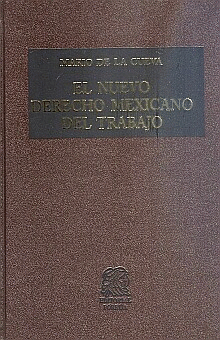 MARIO DE LA CUEVA
EL NUEVO
DERECHO MEXICANO
DEL TRABAJO